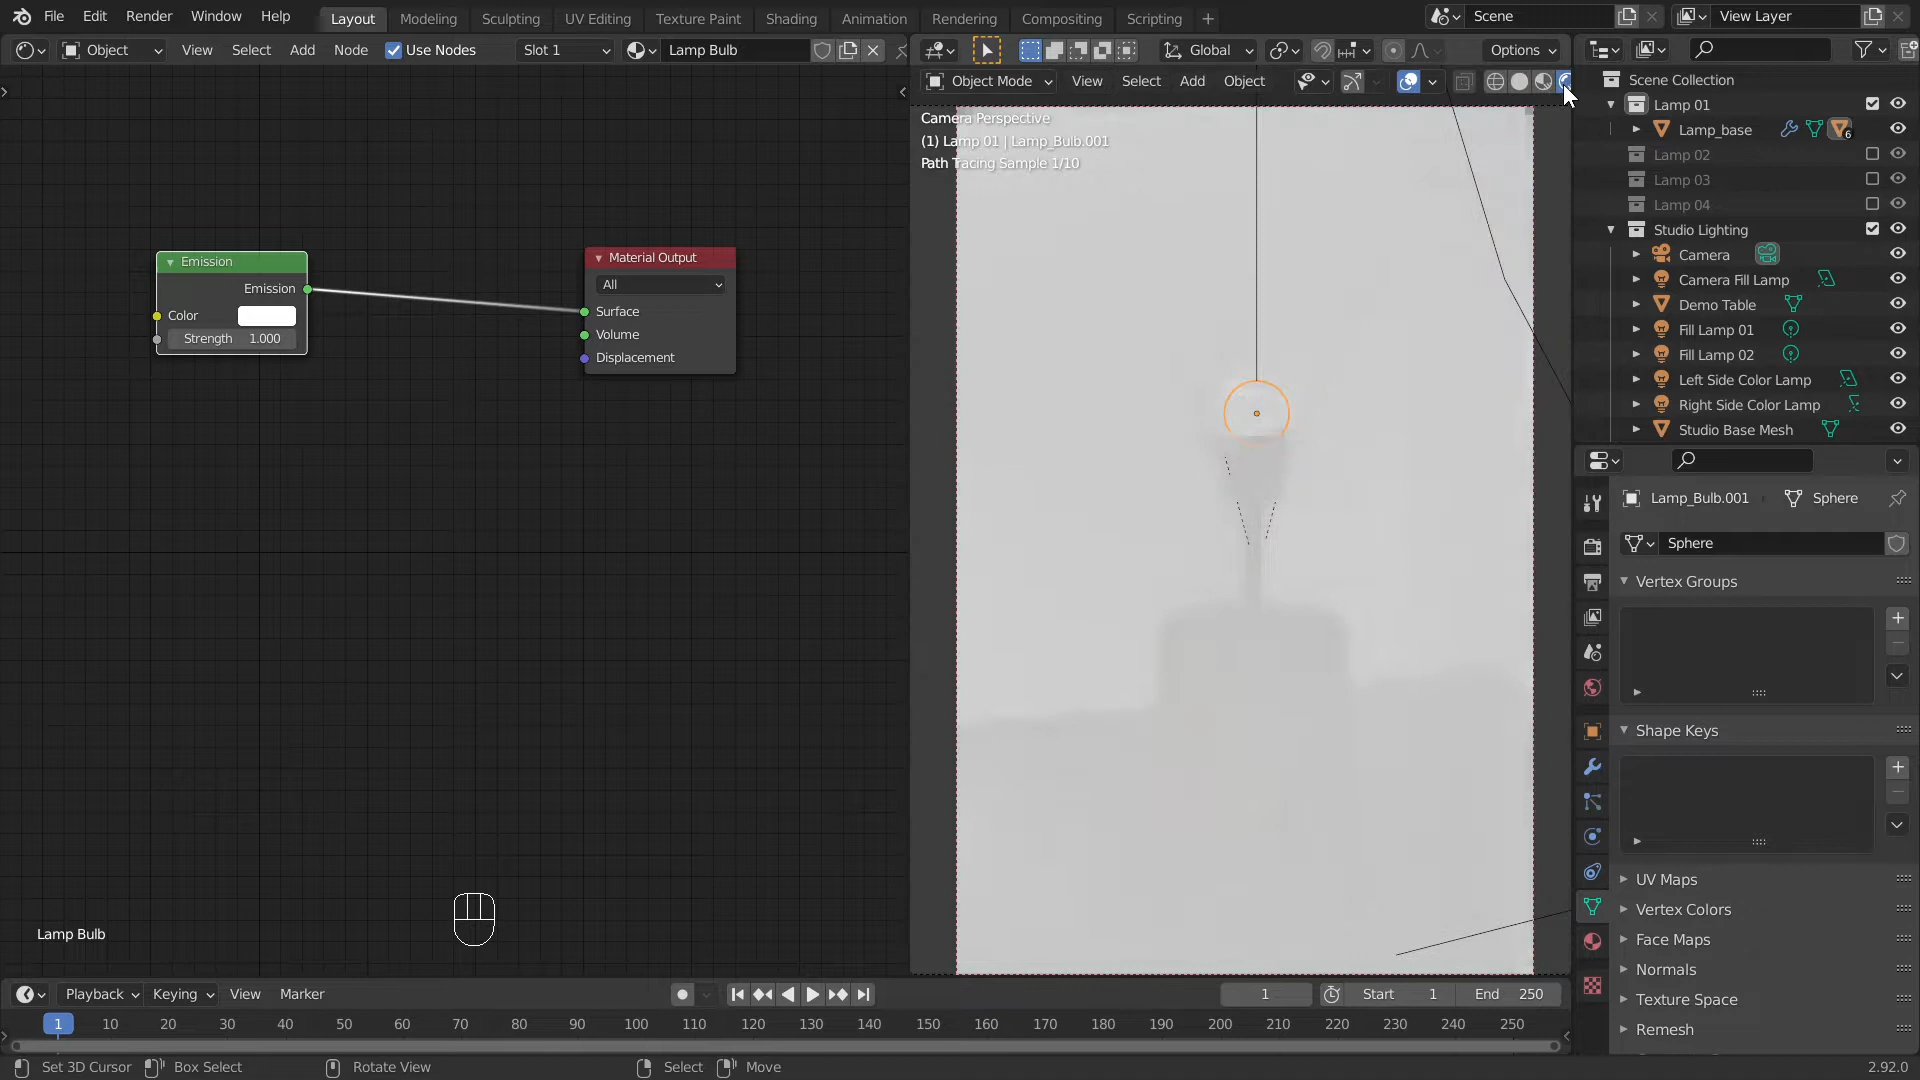 File Edit Render Window Help Layout Modeling Sculpting UV Editing Texture Paint Shading Animation Rendering Compositing Scripting + Scene View Layer
Object View Select Add Node Use Nodes Slot 1 Lamp Bulb Global Options
Object Mode View Select Add Object
Camera Perspective
(1) Lamp 01 | Lamp_Bulb.001
Path Tracing Sample 1/10
Emission
Emission
Color
Strength 1.000
Material Output
All
Surface
Volume
Displacement
Lamp Bulb
Scene Collection
Lamp 01
Lamp_base 6
Lamp 02
Lamp 03
Lamp 04
Studio Lighting
Camera
Camera Fill Lamp
Demo Table
Fill Lamp 01
Fill Lamp 02
Left Side Color Lamp
Right Side Color Lamp
Studio Base Mesh
Lamp_Bulb.001 Sphere
Sphere
Vertex Groups
Shape Keys
UV Maps
Vertex Colors
Face Maps
Normals
Texture Space
Remesh
Playback Keying View Marker 1 Start 1 End 250
1 10 20 30 40 50 60 70 80 90 100 110 120 130 140 150 160 170 180 190 200 210 220 230 240 250
Set 3D Cursor Box Select Rotate View Select Move 2.92.0